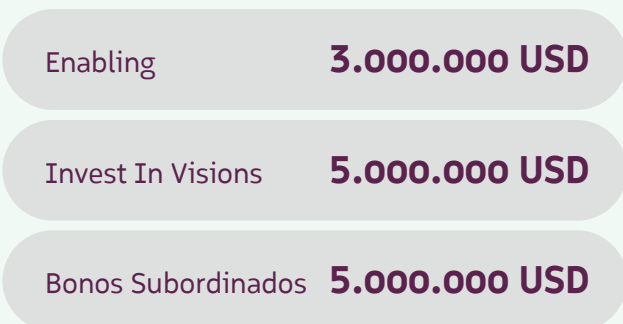 Enabling 3.000.000 USD
Invest In Visions 5.000.000 USD
Bonos Subordinados 5.000.000 USD